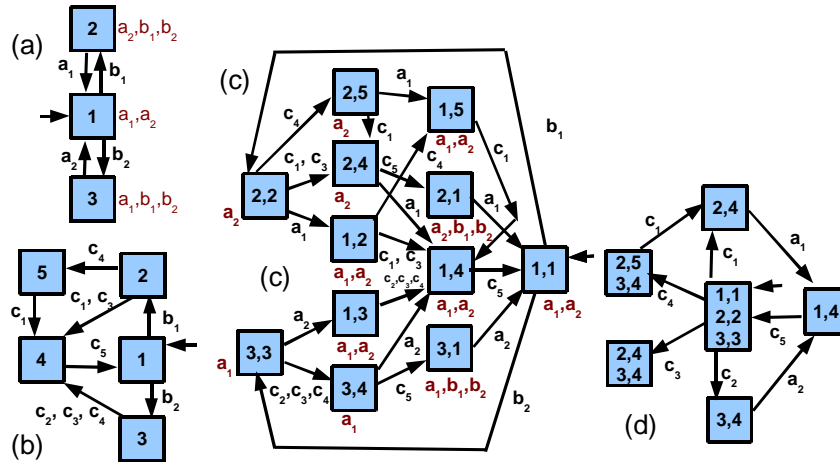 (a)
2
a₂,b₁,b₂
a₁
b₁
1
a₁,a₂
a₂
b₂
3
a₁,b₁,b₂
(b)
5
c₄
2
c₁
c₁, c₃
b₁
4
c₅
1
c₂, c₃, c₄
b₂
3
(c)
2,5
a₂
a₁
1,5
a₁,a₂
c₄
c₁
c₁
b₁
c₁, c₃
2,4
a₂
c₅
c₄
2,2
a₂
2,1
a₂,b₁,b₂
a₁
a₁
a₁
1,2
a₁,a₂
c₁, c₃
(c)
c₂,c₃,c₄
1,4
a₁,a₂
c₅
1,1
a₁,a₂
a₂
1,3
a₁,a₂
3,3
a₁
c₂,c₃,c₄
3,4
a₁
a₂
c₅
3,1
a₁,b₁,b₂
a₂
b₂
c₁
2,4
a₁
2,5
3,4
c₁
c₄
1,1
2,2
3,3
1,4
c₅
2,4
3,4
c₃
c₂
a₂
3,4
(d)